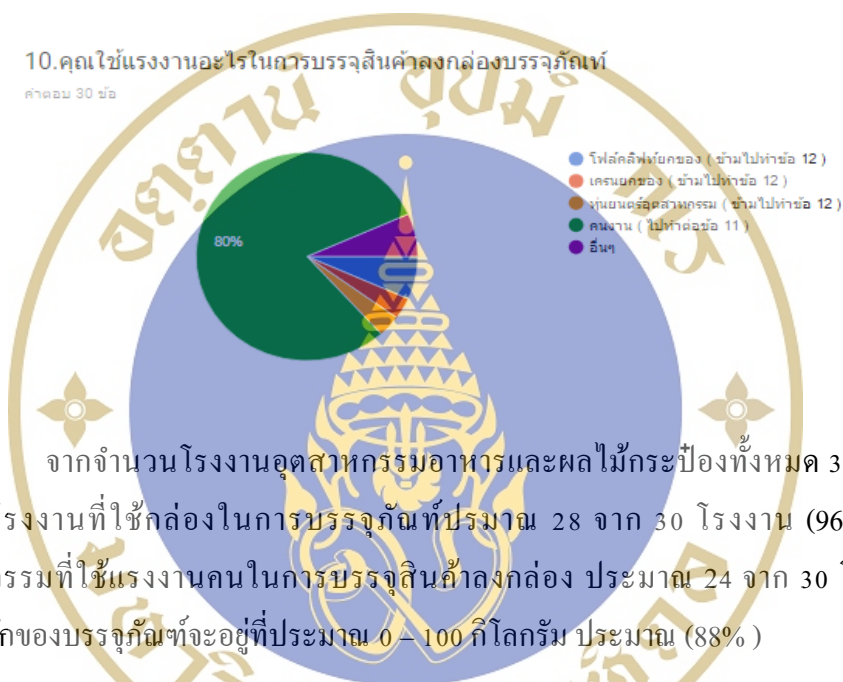 10.คุณใช้แรงงานอะไรในการบรรจุสินค้าลงกล่องบรรจุภัณท์
คำตอบ 30 ข้อ
โฟล์คลิฟท์ยกของ ( ข้ามไปทำข้อ 12 )
เครนยกของ ( ข้ามไปทำข้อ 12 )
หุ่นยนตร์อุตสาหกรรม ( ข้ามไปทำข้อ 12 )
คนงาน ( ไปทำต่อข้อ 11 )
อื่นๆ
80%
จากจำนวนโรงงานอุตสาหกรรมอาหารและผลไม้กระป๋องทั้งหมด 3
รงงานที่ใช้กล่องในการบรรจุภัณท์ประมาณ 28 จาก 30 โรงงาน (96
กรรมที่ใช้แรงงานคนในการบรรจุสินค้าลงกล่อง ประมาณ 24 จาก 30 โ
ักของบรรจุภัณฑ์จะอยู่ที่ประมาณ 0 – 100 กิโลกรัม ประมาณ (88% )